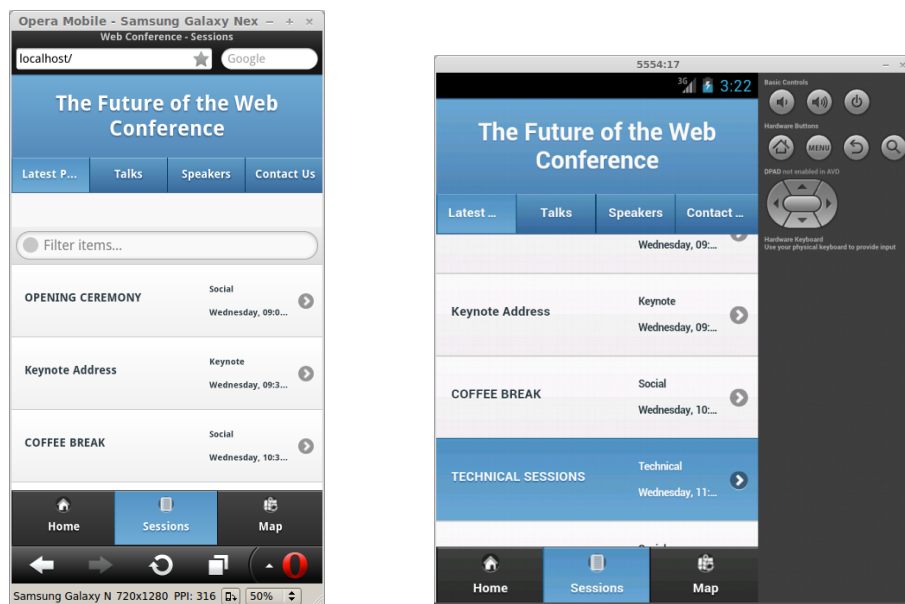 Opera Mobile - Samsung Galaxy Nex
Web Conference - Sessions
localhost/
Google
The Future of the Web
Conference
Latest P...
Talks
Speakers
Contact Us
Filter items...
OPENING CEREMONY
Social
Wednesday, 09:0...
Keynote Address
Keynote
Wednesday, 09:3...
COFFEE BREAK
Social
Wednesday, 10:3...
Home
Sessions
Map
Samsung Galaxy N 720x1280 PPI: 316 50%
5554:17
3G 3:22
The Future of the Web
Conference
Latest ...
Talks
Speakers
Contact ...
Wednesday, 09:...
Keynote Address
Keynote
Wednesday, 09:...
COFFEE BREAK
Social
Wednesday, 10:...
TECHNICAL SESSIONS
Technical
Wednesday, 11:...
Home
Sessions
Map
Basic Controls
Hardware Buttons
MENU
DPAD not enabled in AVD
Hardware Keyboard
Use your physical keyboard to provide input